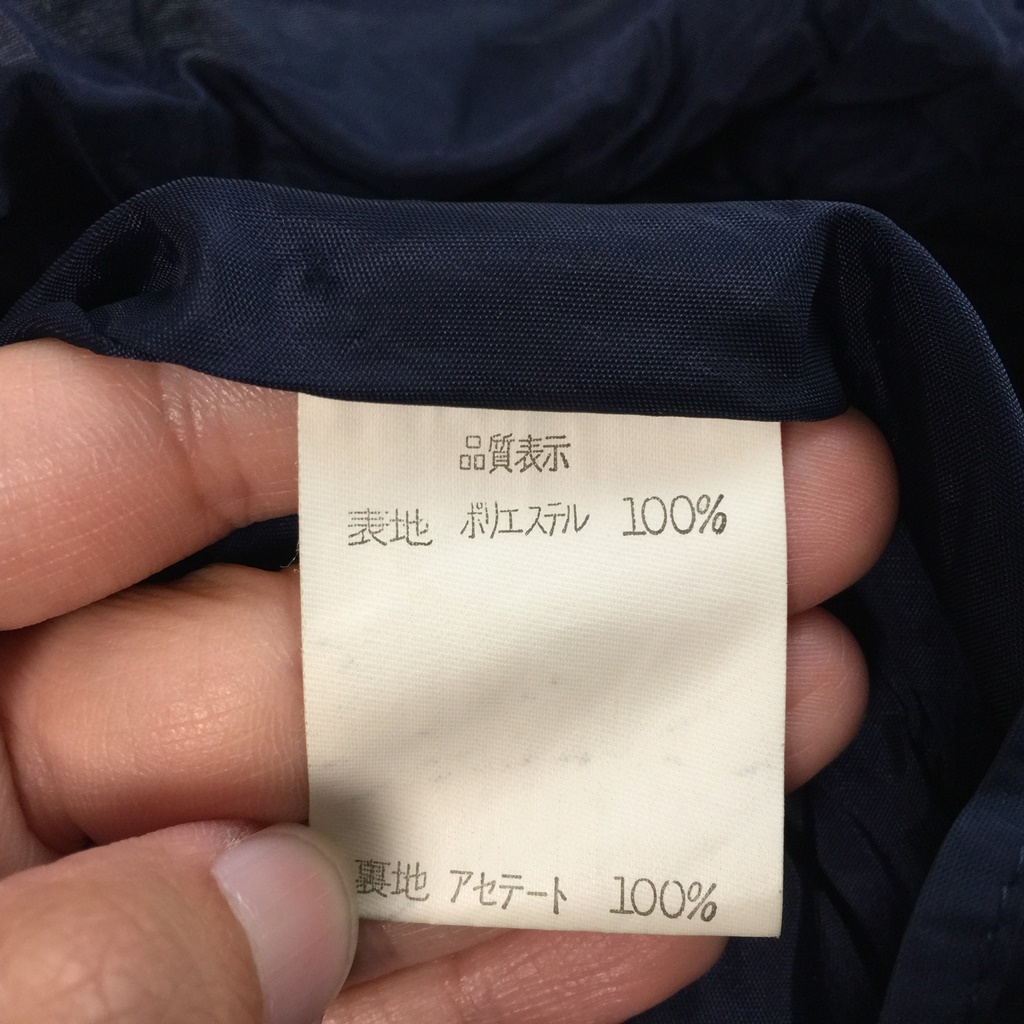 品質表示
表地 ポリエステル 100%
裏地 アセテート 100%